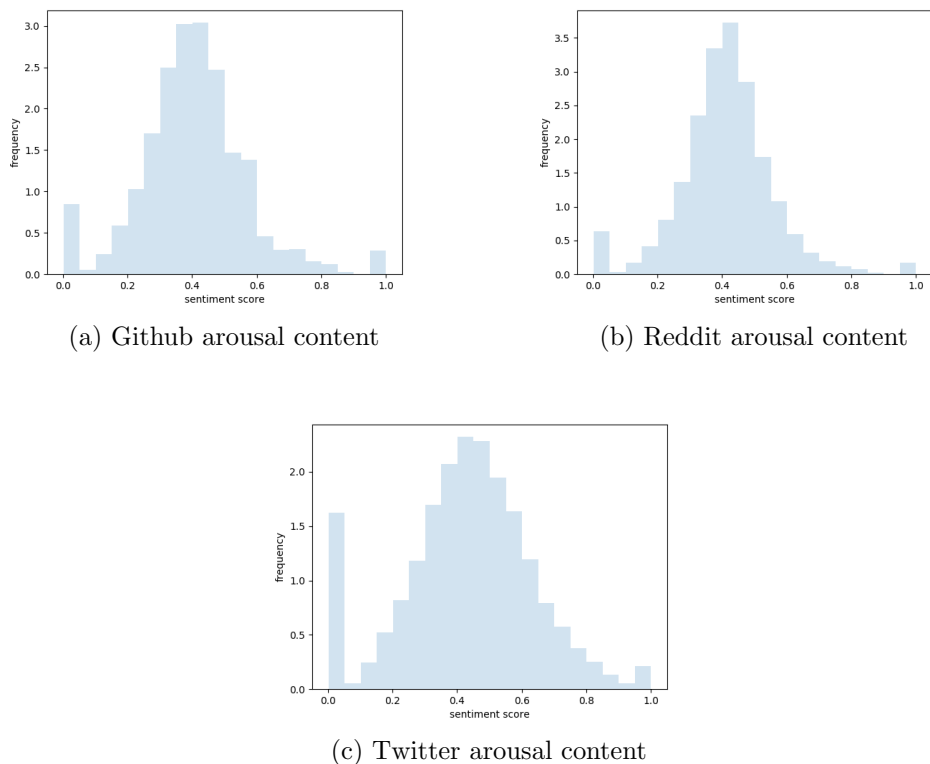 3.0
2.5
2.0
1.5
1.0
0.5
0.0
frequency
0.0 0.2 0.4 0.6 0.8 1.0
sentiment score
(a) Github arousal content
3.5
3.0
2.5
2.0
1.5
1.0
0.5
0.0
frequency
0.0 0.2 0.4 0.6 0.8 1.0
sentiment score
(b) Reddit arousal content
2.0
1.5
1.0
0.5
0.0
frequency
0.0 0.2 0.4 0.6 0.8 1.0
sentiment score
(c) Twitter arousal content